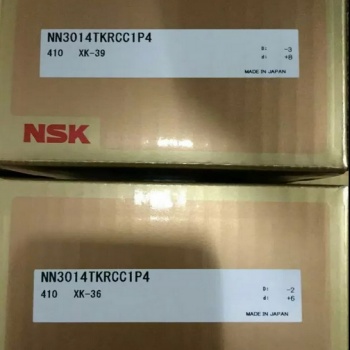 NN3014TKRCC1P4
410 XK-39
D: -3
d: +8
MADE IN JAPAN
NSK
NN3014TKRCC1P4
410 XK-36
D: -2
d: +6
MADE IN JAPAN